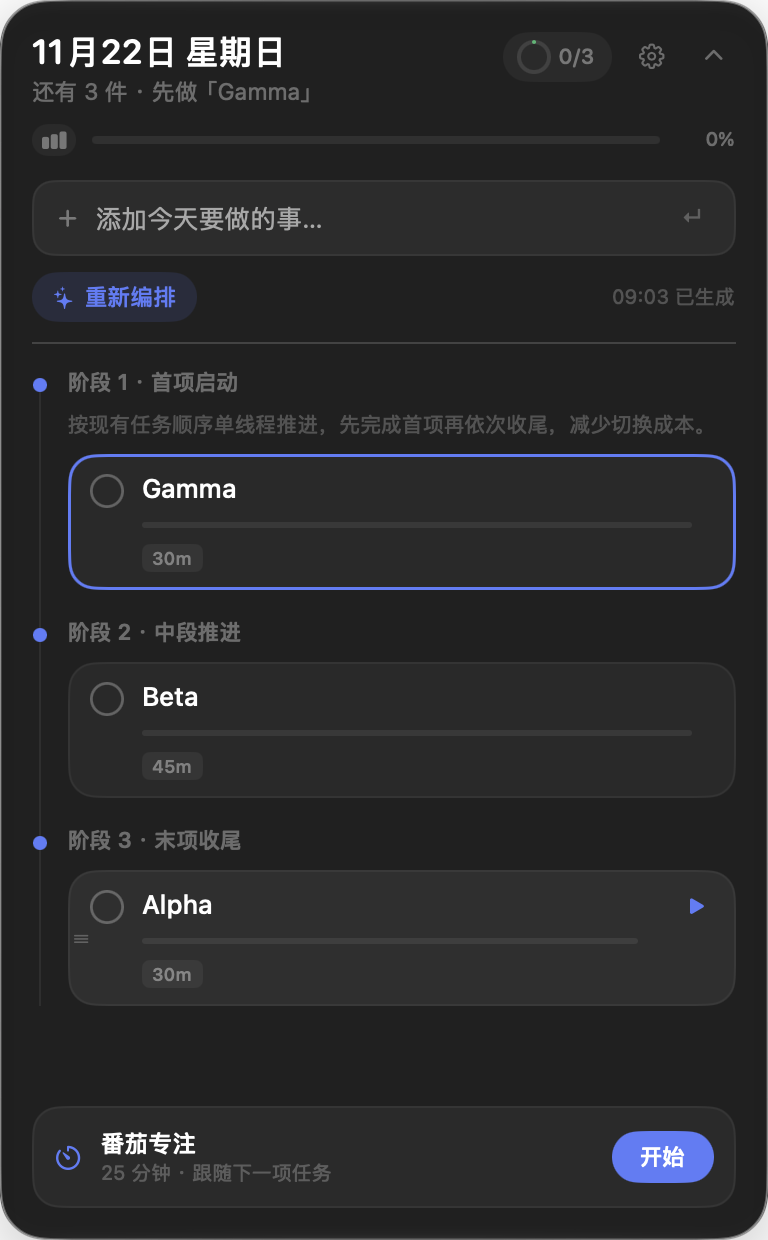 11月22日 星期日
0/3
还有 3 件 · 先做「Gamma」
0%
添加今天要做的事...
重新编排
09:03 已生成
阶段 1 · 首项启动
按现有任务顺序单线程推进，先完成首项再依次收尾，减少切换成本。
Gamma
30m
阶段 2 · 中段推进
Beta
45m
阶段 3 · 末项收尾
Alpha
30m
番茄专注
25 分钟 · 跟随下一项任务
开始